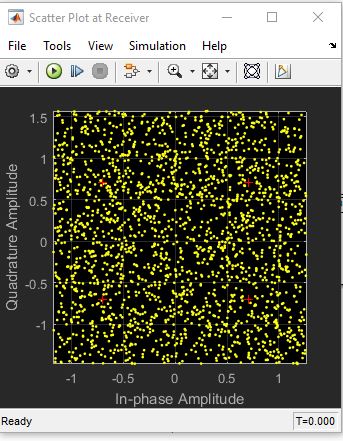 Scatter Plot at Receiver
File Tools View Simulation Help
1.5
1
0.5
0
-0.5
-1
Quadrature Amplitude
-1 -0.5 0 0.5 1
In-phase Amplitude
Ready T=0.000